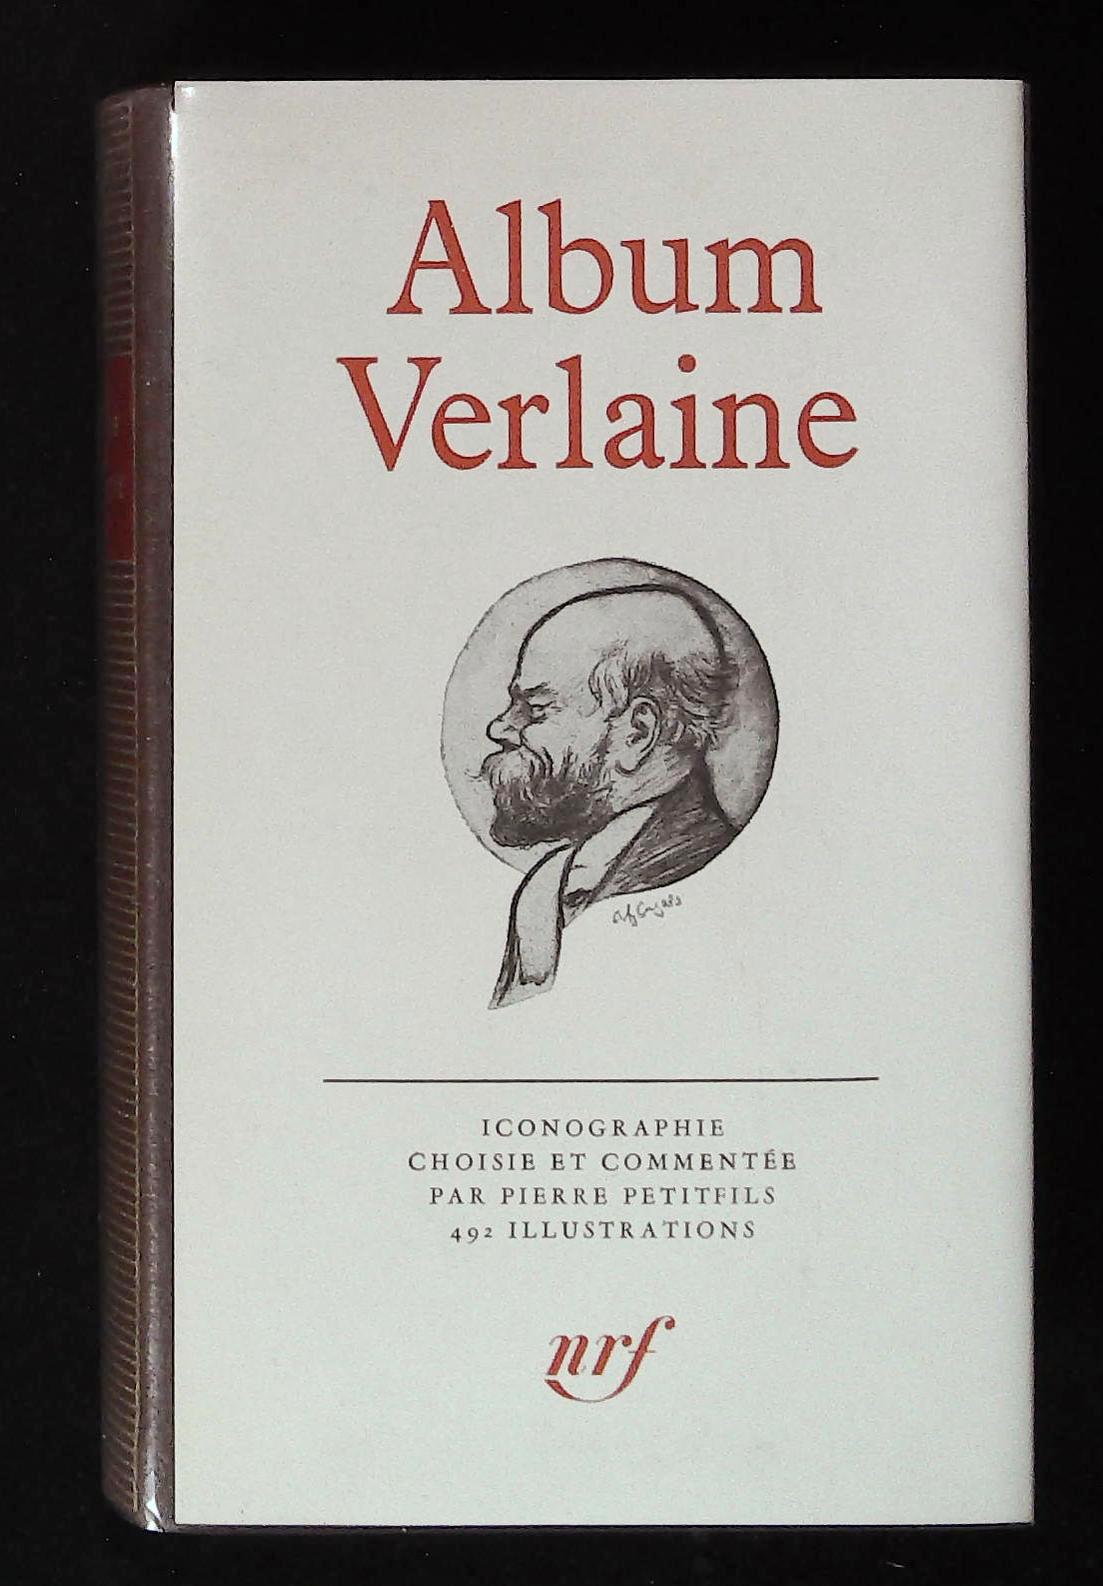 Album
Verlaine
ICONOGRAPHIE
CHOISIE ET COMMENTÉE
PAR PIERRE PETITFILS
492 ILLUSTRATIONS
nrf